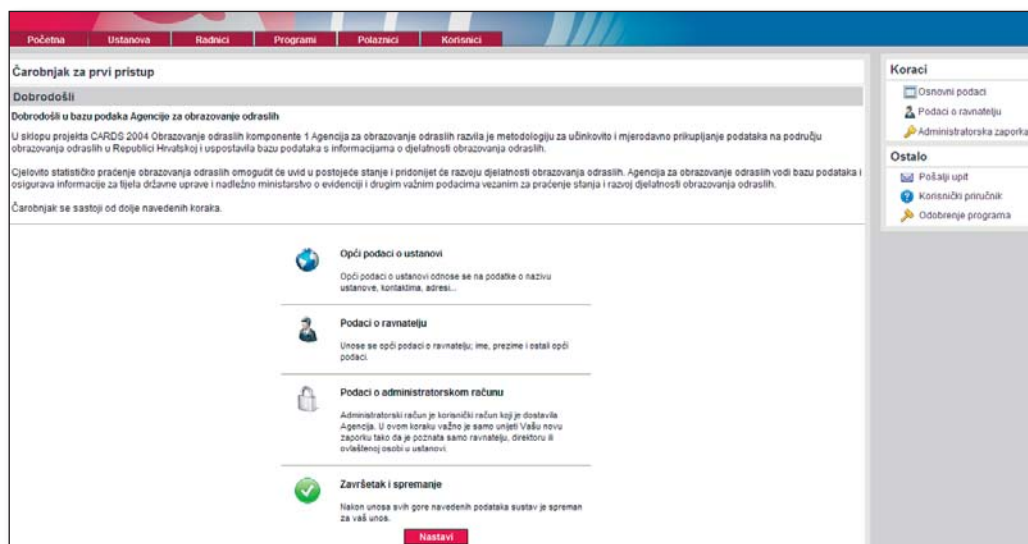 Početna Ustanova Radnici Programi Polaznici Korisnici
Čarobnjak za prvi pristup
Dobrodošli
Dobrodošli u bazu podaka Agencije za obrazovanje odraslih
U sklopu projekta CARDS 2004 Obrazovanje odraslih komponente 1 Agencija za obrazovanje odraslih razvila je metodologiju za učinkovito i mjerodavno prikupljanje podataka na području
obrazovanja odraslih u Republici Hrvatskoj i uspostavila bazu podataka s informacijama o djelatnosti obrazovanja odraslih.
Cjelovito statističko praćenje obrazovanja odraslih omogućit će uvid u postojeće stanje i pridonijet će razvoju djelatnosti obrazovanja odraslih. Agencija za obrazovanje odraslih vodi bazu podataka i
osigurava informacije za tijela državne uprave i nadležno ministarstvo o evidenciji i drugim važnim podacima vezanim za praćenje stanja i razvoj djelatnosti obrazovanja odraslih.
Čarobnjak se sastoji od dolje navedenih koraka.
Opći podaci o ustanovi
Opći podaci o ustanovi odnose se na podatke o nazivu
ustanove, kontaktima, adresi...
Podaci o ravnatelju
Unose se opći podaci o ravnatelju; ime, prezime i ostali opći
podaci.
Podaci o administratorskom računu
Administratorski račun je korisnički račun koji je dostavila
Agencija. U ovom koraku važno je samo unijeti Vašu novu
zaporku tako da je poznata samo ravnatelju, direktoru ili
ovlaštenoj osobi u ustanovi.
Završetak i spremanje
Nakon unosa svih gore navedenih podataka sustav je spreman
za vaš unos.
Nastavi
Koraci
Osnovni podaci
Podaci o ravnatelju
Administratorska zaporka
Ostalo
Pošalji upit
Korisnički priručnik
Odobrenje programa